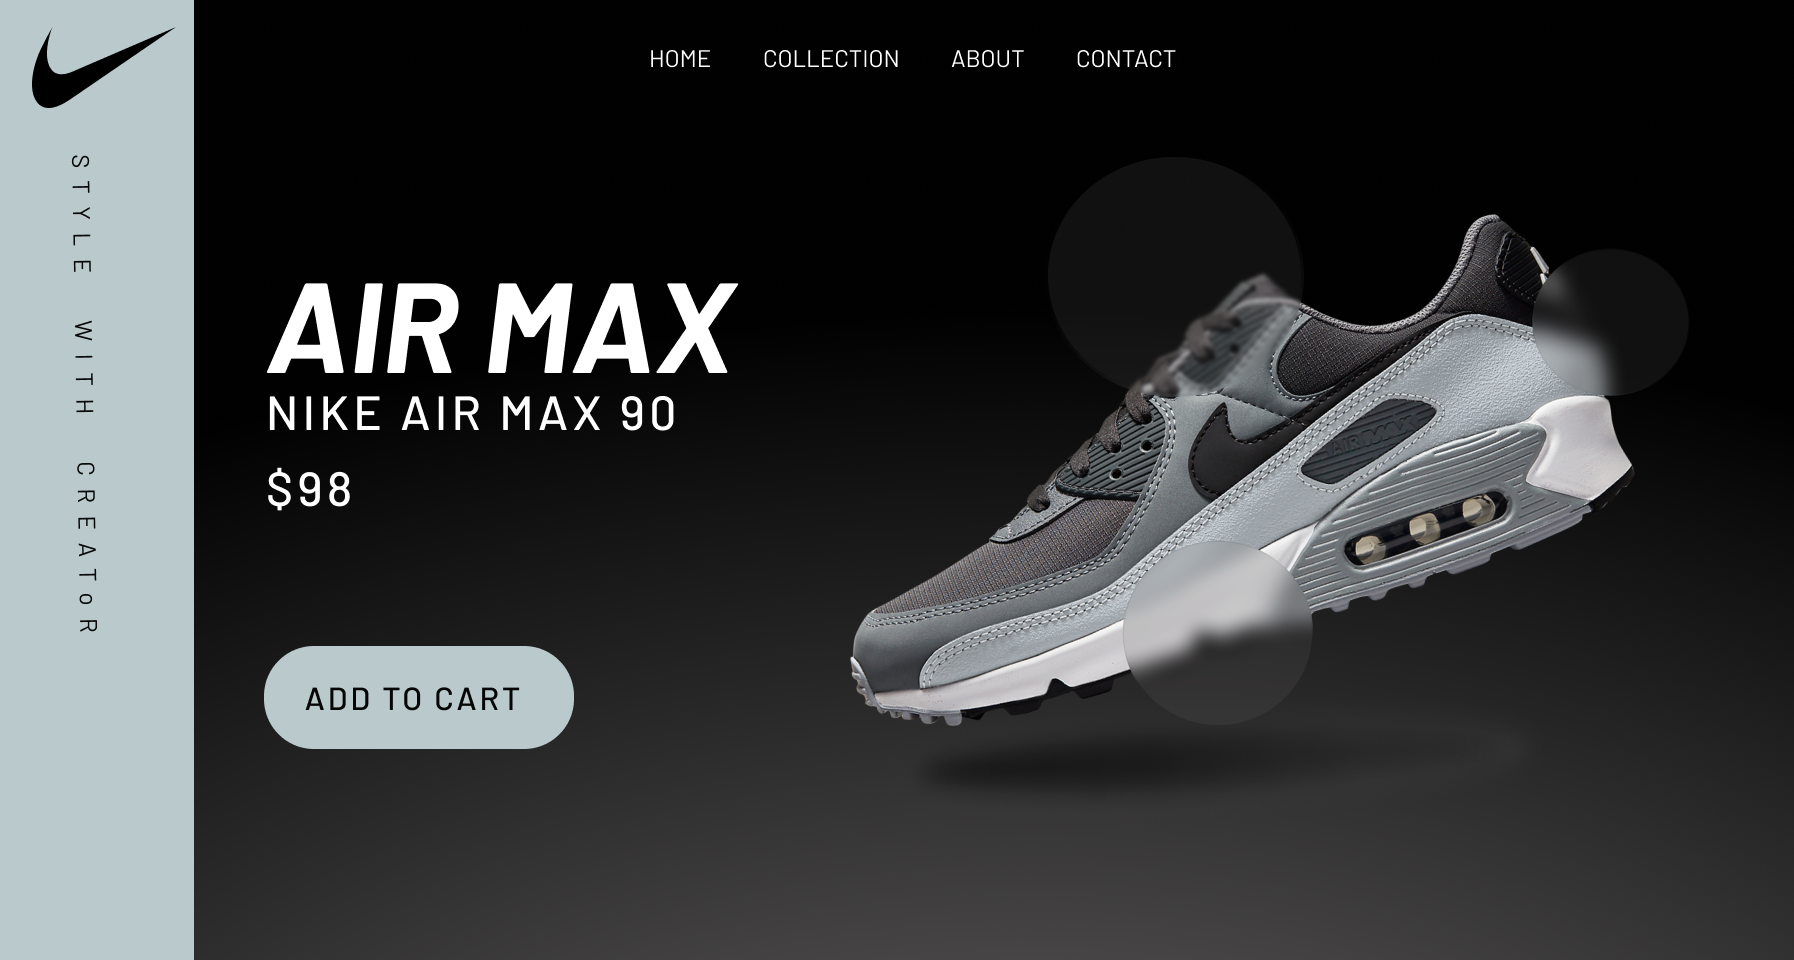 HOME COLLECTION ABOUT CONTACT
STYLE WITH CREAToR
AIR MAX
NIKE AIR MAX 90
$98
ADD TO CART
AIR MAX